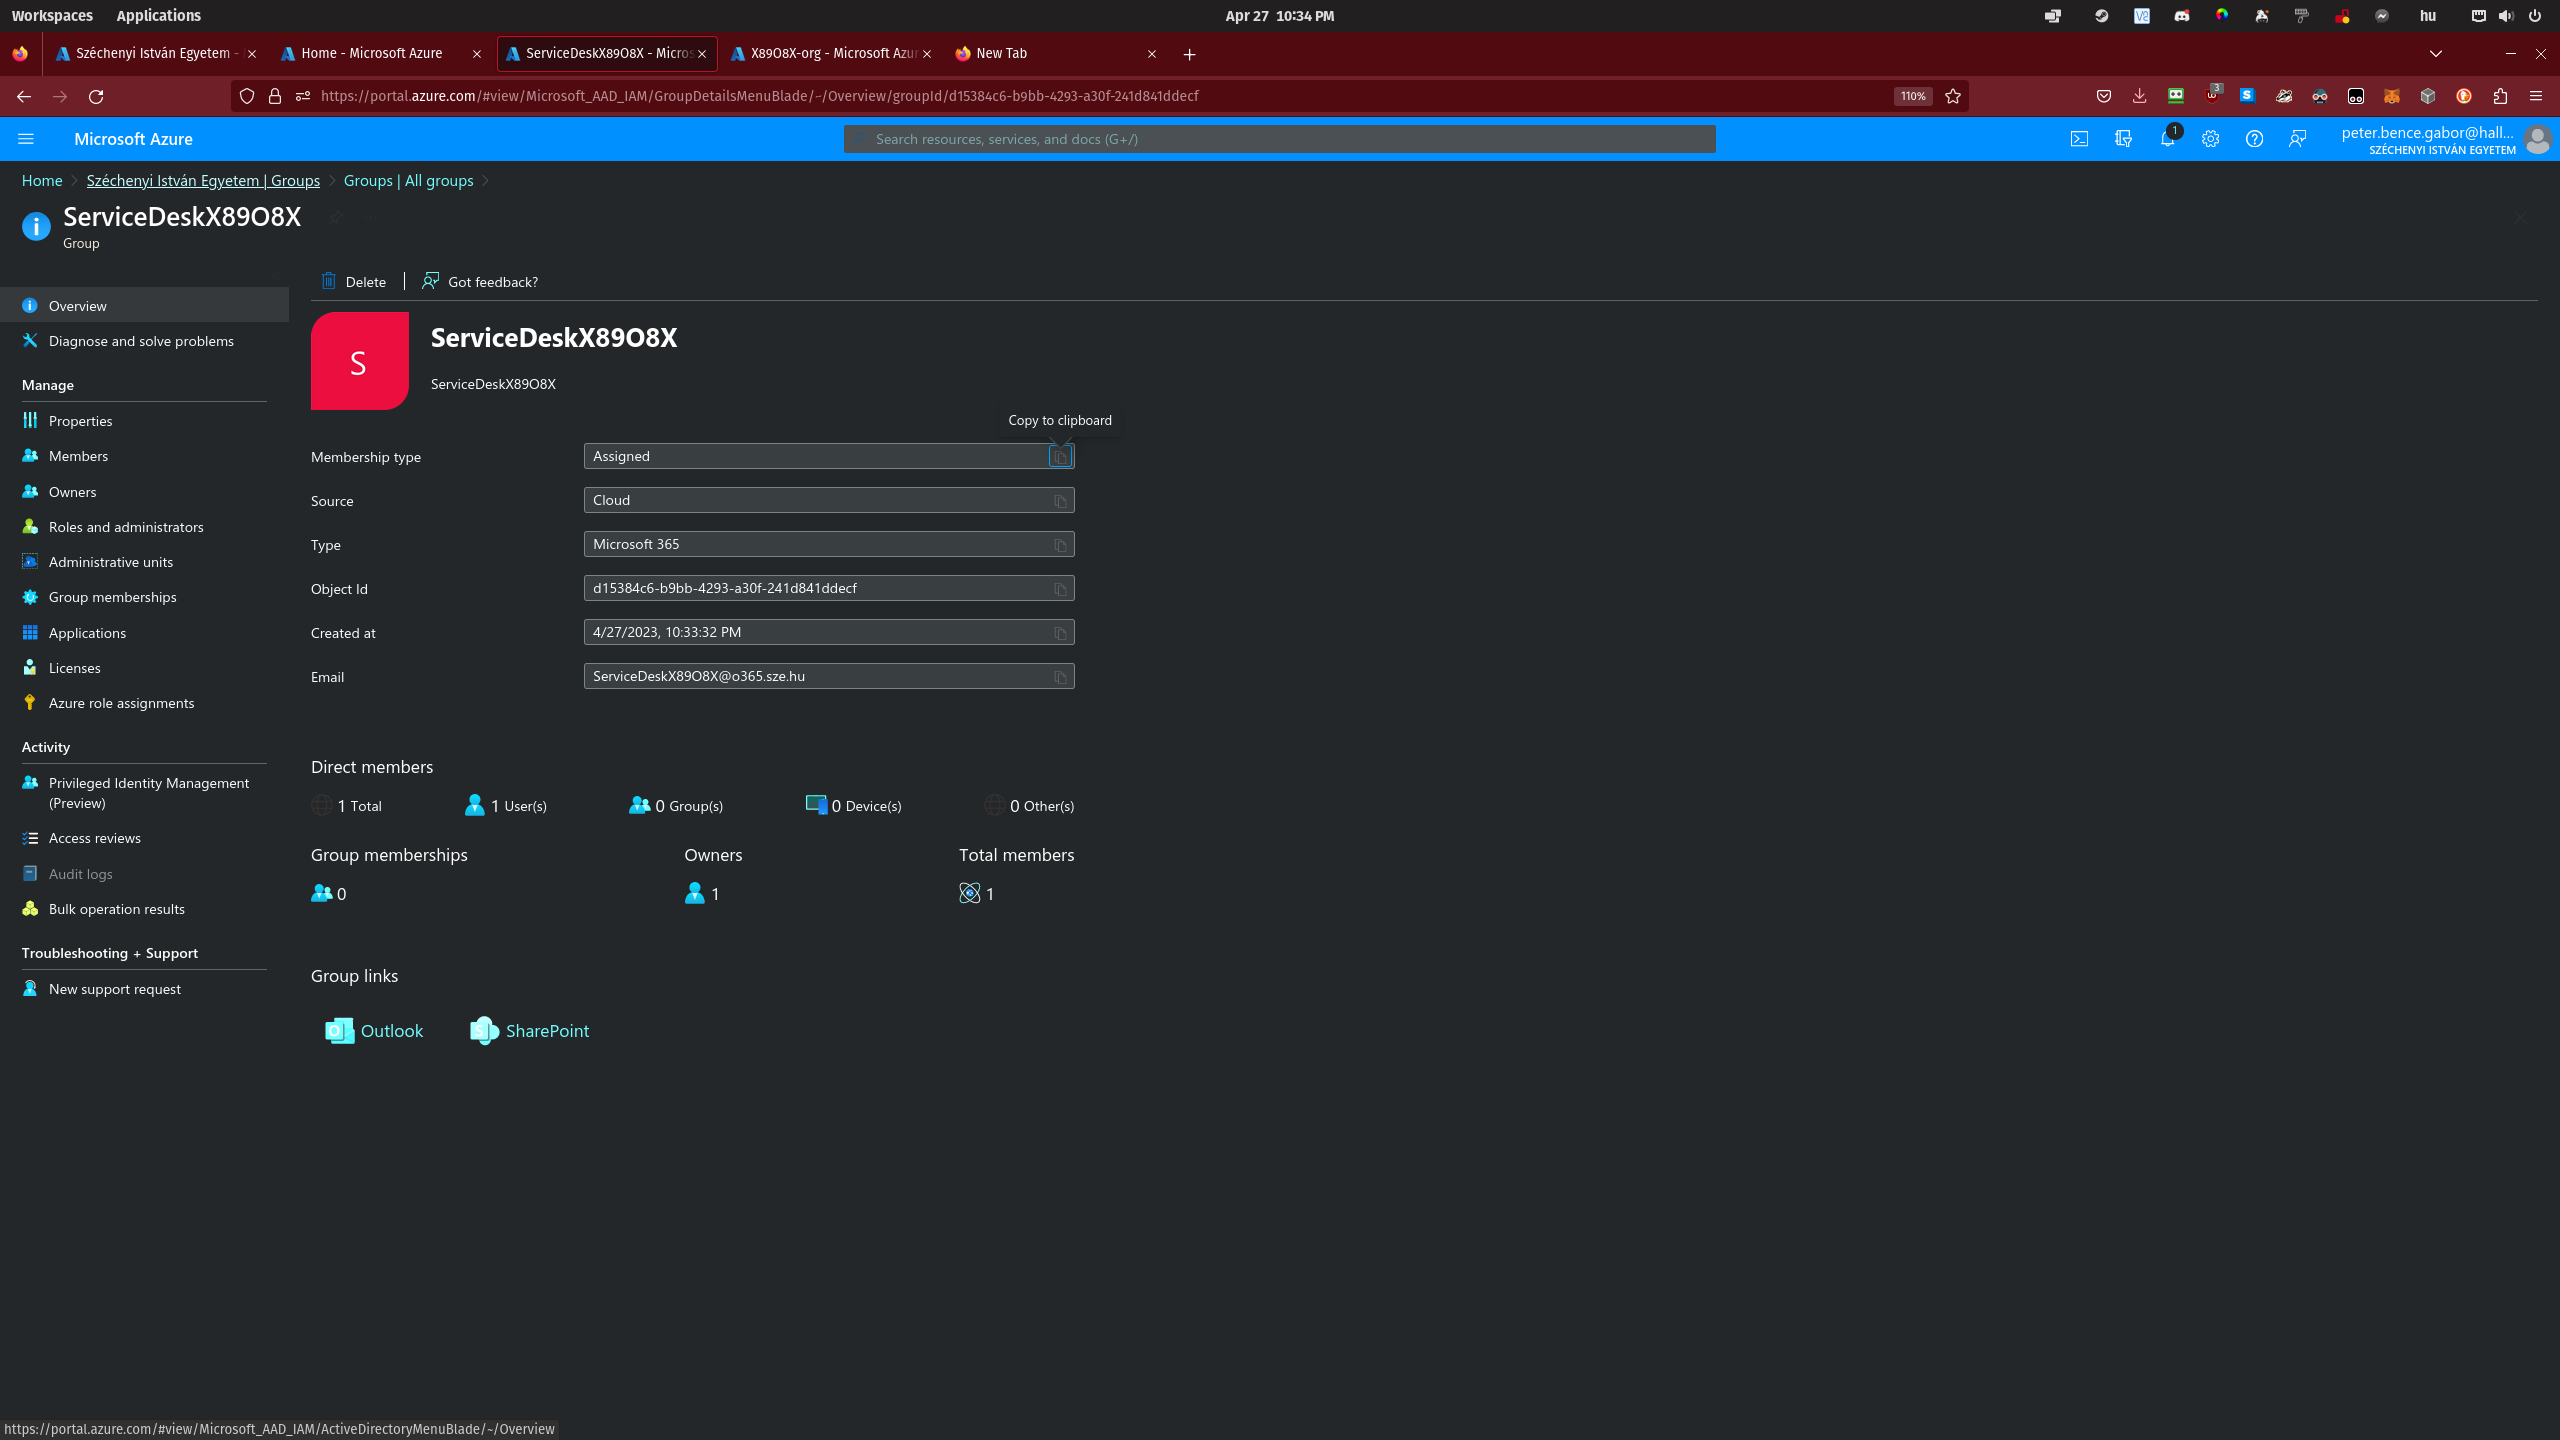 Workspaces Applications Apr 27 10:34 PM hu
Széchenyi István Egyetem - Home - Microsoft Azure ServiceDeskX89O8X - Micros X89O8X-org - Microsoft Azur New Tab
https://portal.azure.com/#view/Microsoft_AAD_IAM/GroupDetailsMenuBlade/~/Overview/groupId/d15384c6-b9bb-4293-a30f-241d841ddecf 110% 3
Microsoft Azure Search resources, services, and docs (G+/) 1 peter.bence.gabor@hall...
SZÉCHENYI ISTVÁN EGYETEM
Home Széchenyi István Egyetem | Groups Groups | All groups
ServiceDeskX89O8X
Group
Delete Got feedback?
Overview
Diagnose and solve problems
Manage
Properties
Members
Owners
Roles and administrators
Administrative units
Group memberships
Applications
Licenses
Azure role assignments
Activity
Privileged Identity Management
(Preview)
Access reviews
Audit logs
Bulk operation results
Troubleshooting + Support
New support request
S
ServiceDeskX89O8X
ServiceDeskX89O8X
Copy to clipboard
Membership type Assigned
Source Cloud
Type Microsoft 365
Object Id d15384c6-b9bb-4293-a30f-241d841ddecf
Created at 4/27/2023, 10:33:32 PM
Email ServiceDeskX89O8X@o365.sze.hu
Direct members
1 Total 1 User(s) 0 Group(s) 0 Device(s) 0 Other(s)
Group memberships Owners Total members
0 1 1
Group links
Outlook SharePoint
https://portal.azure.com/#view/Microsoft_AAD_IAM/ActiveDirectoryMenuBlade/~/Overview